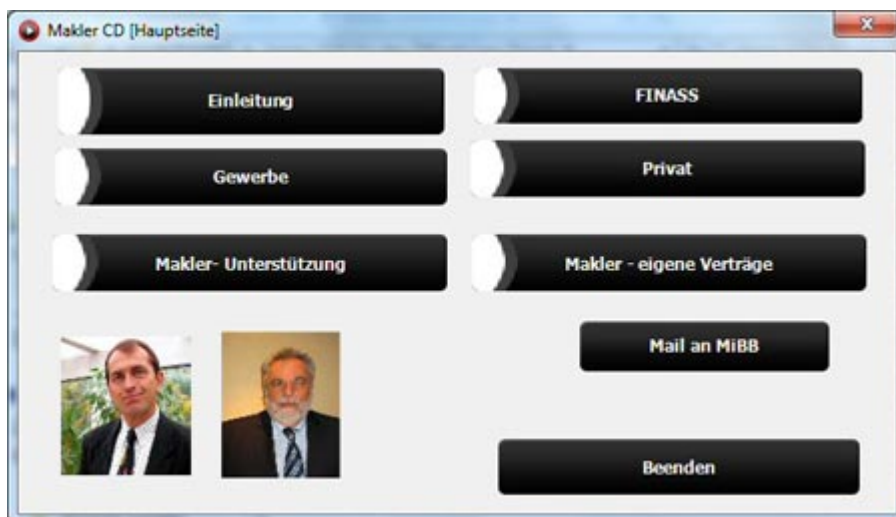 Makler CD [Hauptseite]
Einleitung
FINASS
Gewerbe
Privat
Makler- Unterstützung
Makler - eigene Verträge
Mail an MiBB
Beenden